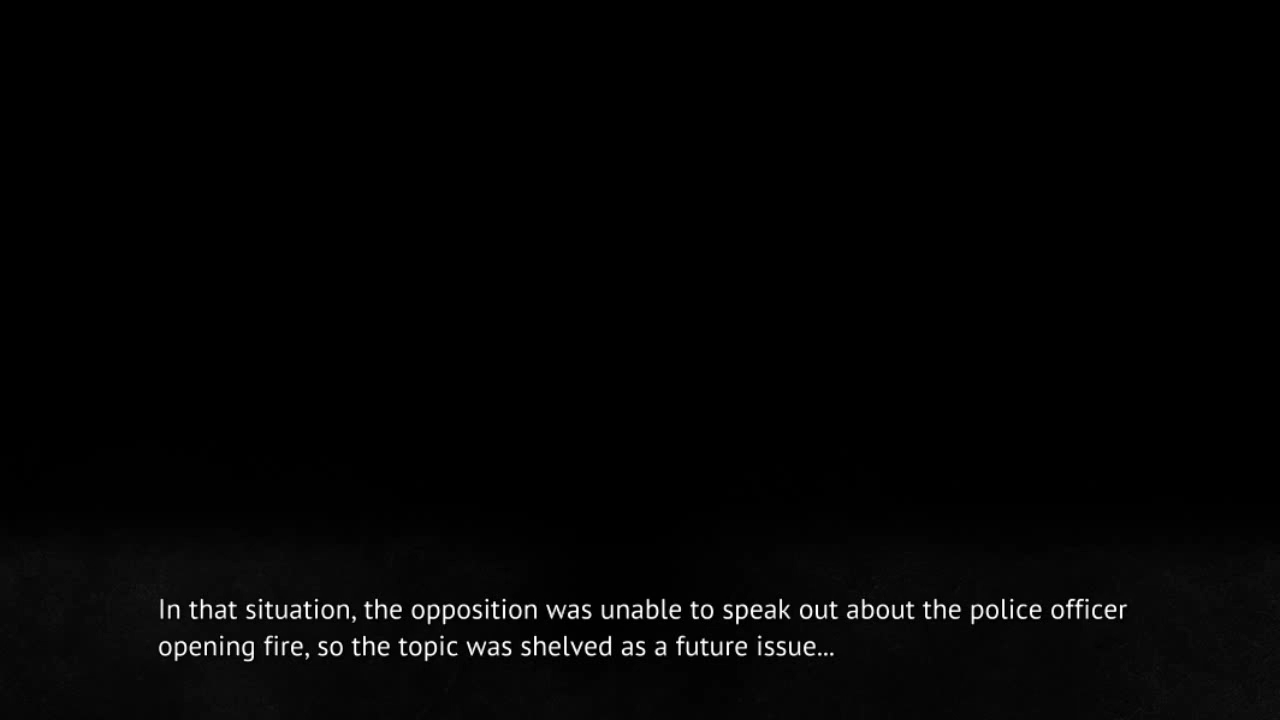 In that situation, the opposition was unable to speak out about the police officer
opening fire, so the topic was shelved as a future issue...